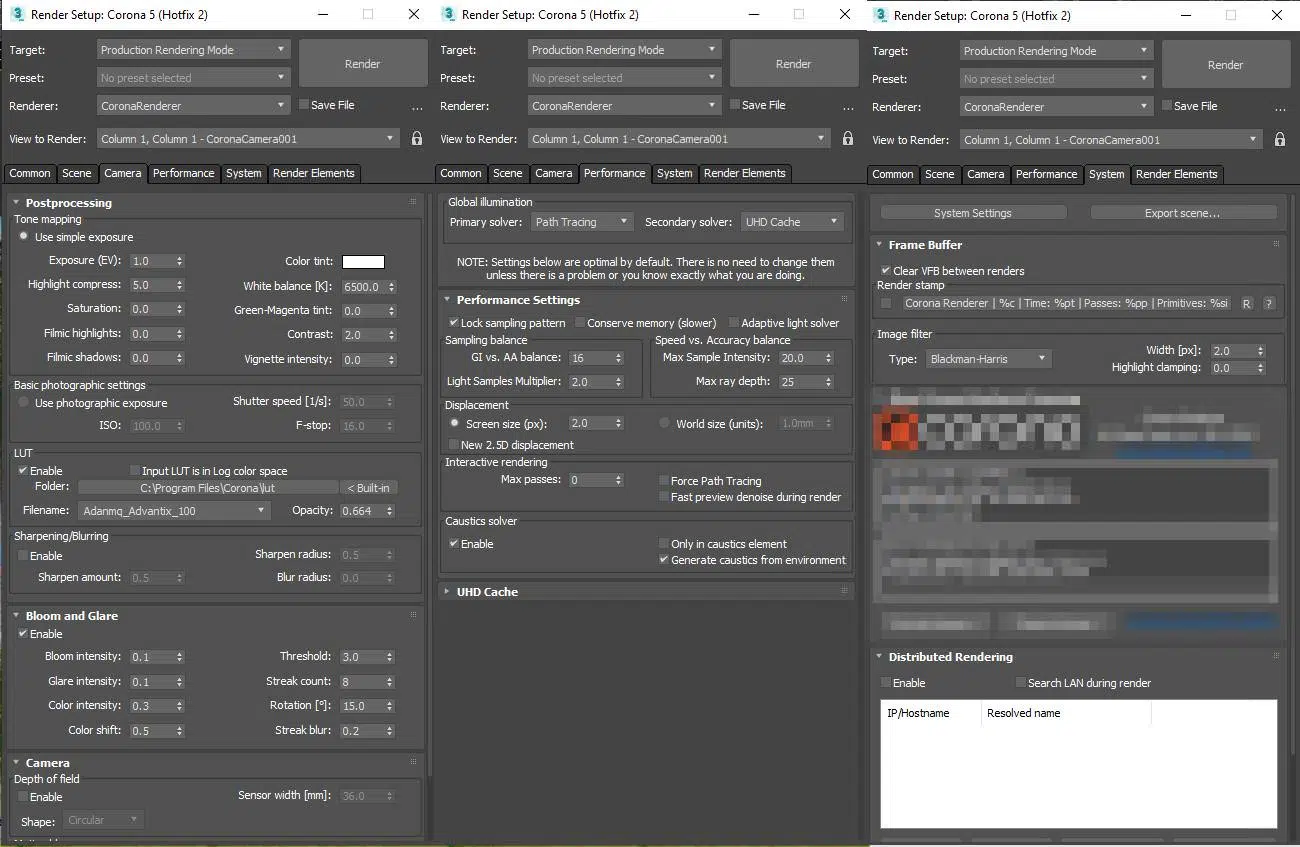 Render Setup: Corona 5 (Hotfix 2)
Target: Production Rendering Mode Render
Preset: No preset selected
Renderer: CoronaRenderer Save File ...
View to Render: Column 1, Column 1 - CoronaCamera001
Common Scene Camera Performance System Render Elements
Postprocessing
Tone mapping
Use simple exposure
Exposure (EV): 1.0 Color tint:
Highlight compress: 5.0 White balance [K]: 6500.0
Saturation: 0.0 Green-Magenta tint: 0.0
Filmic highlights: 0.0 Contrast: 2.0
Filmic shadows: 0.0 Vignette intensity: 0.0
Basic photographic settings
Use photographic exposure Shutter speed [1/s]: 50.0
ISO: 100.0 F-stop: 16.0
LUT
Enable Input LUT is in Log color space
Folder: C:\Program Files\Corona\lut < Built-in
Filename: Adanmq_Advantix_100 Opacity: 0.664
Sharpening/Blurring
Enable Sharpen radius: 0.5
Sharpen amount: 0.5 Blur radius: 0.0
Bloom and Glare
Enable
Bloom intensity: 0.1 Threshold: 3.0
Glare intensity: 0.1 Streak count: 8
Color intensity: 0.3 Rotation [°]: 15.0
Color shift: 0.5 Streak blur: 0.2
Camera
Depth of field
Enable Sensor width [mm]: 36.0
Shape: Circular
Render Setup: Corona 5 (Hotfix 2)
Target: Production Rendering Mode Render
Preset: No preset selected
Renderer: CoronaRenderer Save File ...
View to Render: Column 1, Column 1 - CoronaCamera001
Common Scene Camera Performance System Render Elements
Global illumination
Primary solver: Path Tracing Secondary solver: UHD Cache
NOTE: Settings below are optimal by default. There is no need to change them
unless there is a problem or you know exactly what you are doing.
Performance Settings
Lock sampling pattern Conserve memory (slower) Adaptive light solver
Sampling balance Speed vs. Accuracy balance
GI vs. AA balance: 16 Max Sample Intensity: 20.0
Light Samples Multiplier: 2.0 Max ray depth: 25
Displacement
Screen size (px): 2.0 World size (units): 1.0mm
New 2.5D displacement
Interactive rendering
Max passes: 0 Force Path Tracing
Fast preview denoise during render
Caustics solver
Enable Only in caustics element
Generate caustics from environment
UHD Cache
Render Setup: Corona 5 (Hotfix 2)
Target: Production Rendering Mode Render
Preset: No preset selected
Renderer: CoronaRenderer Save File ...
View to Render: Column 1, Column 1 - CoronaCamera001
Common Scene Camera Performance System Render Elements
System Settings Export scene...
Frame Buffer
Clear VFB between renders
Render stamp
Corona Renderer | %c | Time: %pt | Passes: %pp | Primitives: %si R ?
Image filter
Type: Blackman-Harris Width [px]: 2.0
Highlight clamping: 0.0
Distributed Rendering
Enable Search LAN during render
IP/Hostname Resolved name